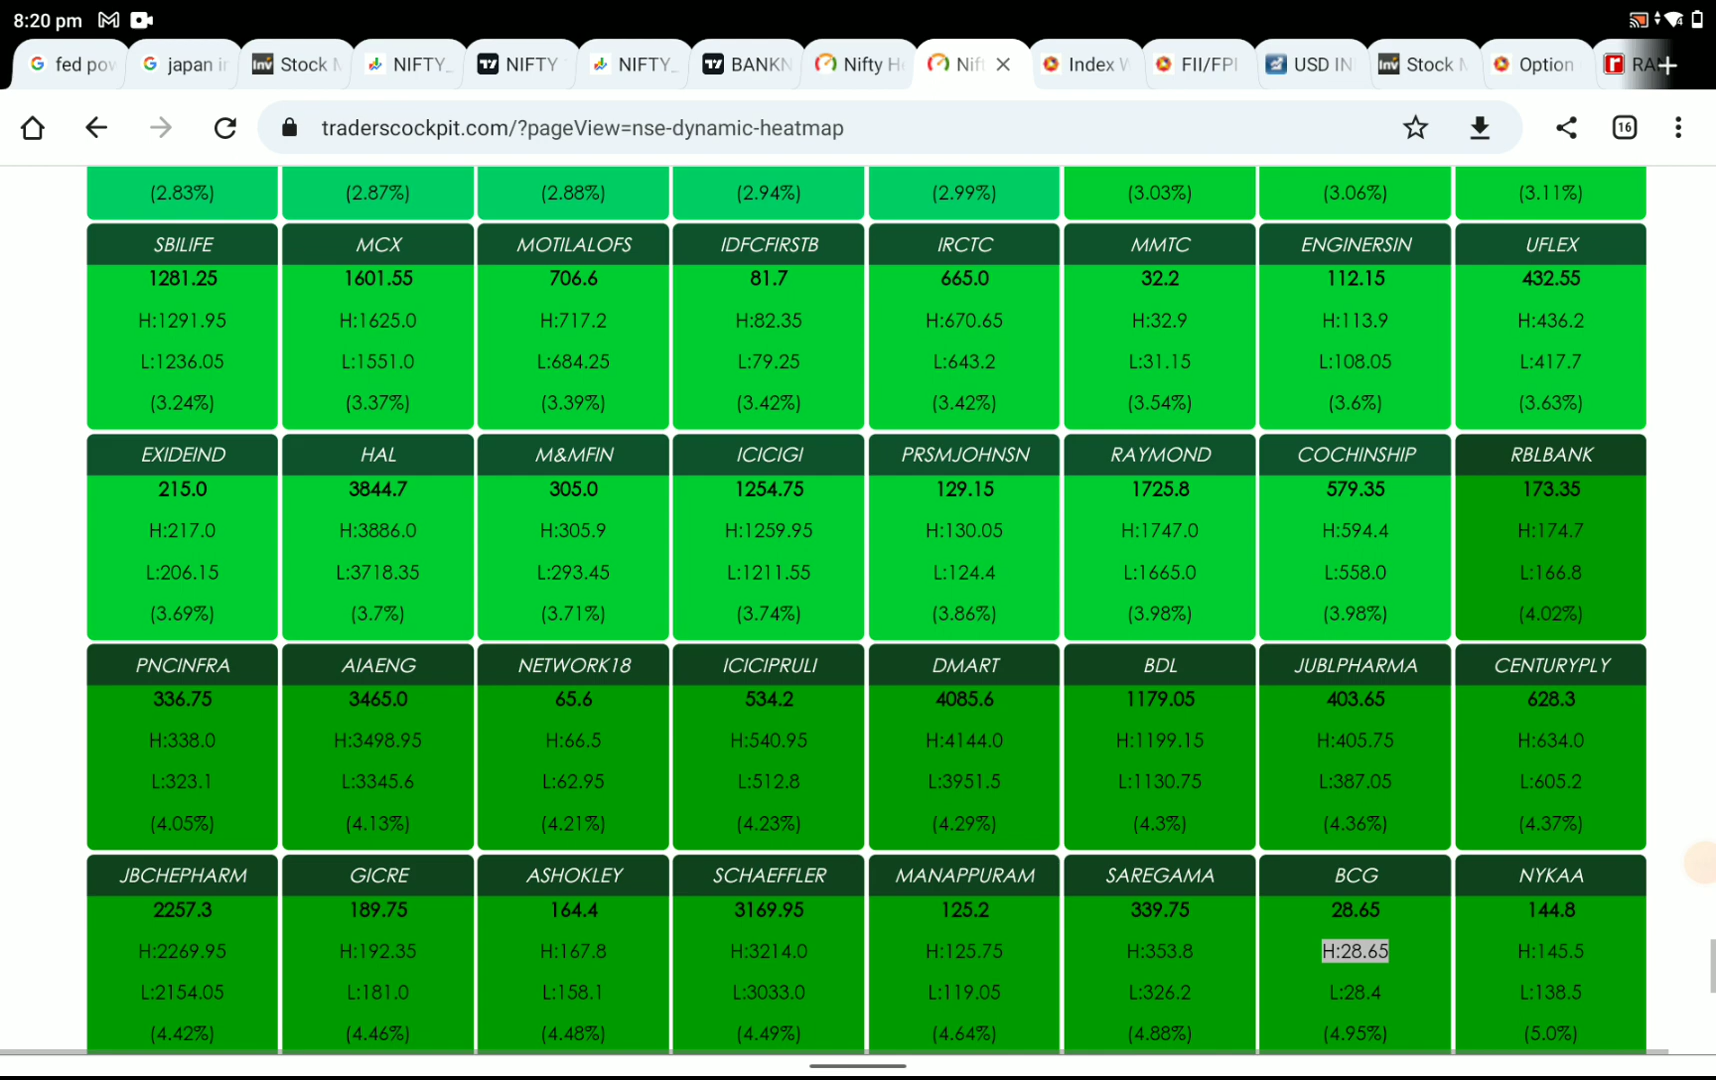 8:20 pm
fed pov
japan in
Stock M
NIFTY_
NIFTY
NIFTY_
BANKN
Nifty He
Nift
Index W
FII/FPI
USD IN
Stock M
Option
RA
traderscockpit.com/?pageView=nse-dynamic-heatmap
16
(2.83%) (2.87%) (2.88%) (2.94%) (2.99%) (3.03%) (3.06%) (3.11%)
SBILIFE MCX MOTILALOFS IDFCFIRSTB IRCTC MMTC ENGINERSIN UFLEX
1281.25 1601.55 706.6 81.7 665.0 32.2 112.15 432.55
H:1291.95 H:1625.0 H:717.2 H:82.35 H:670.65 H:32.9 H:113.9 H:436.2
L:1236.05 L:1551.0 L:684.25 L:79.25 L:643.2 L:31.15 L:108.05 L:417.7
(3.24%) (3.37%) (3.39%) (3.42%) (3.42%) (3.54%) (3.6%) (3.63%)
EXIDEIND HAL M&MFIN ICICIGI PRSMJOHNSN RAYMOND COCHINSHIP RBLBANK
215.0 3844.7 305.0 1254.75 129.15 1725.8 579.35 173.35
H:217.0 H:3886.0 H:305.9 H:1259.95 H:130.05 H:1747.0 H:594.4 H:174.7
L:206.15 L:3718.35 L:293.45 L:1211.55 L:124.4 L:1665.0 L:558.0 L:166.8
(3.69%) (3.7%) (3.71%) (3.74%) (3.86%) (3.98%) (3.98%) (4.02%)
PNCINFRA AIAENG NETWORK18 ICICIPRULI DMART BDL JUBLPHARMA CENTURYPLY
336.75 3465.0 65.6 534.2 4085.6 1179.05 403.65 628.3
H:338.0 H:3498.95 H:66.5 H:540.95 H:4144.0 H:1199.15 H:405.75 H:634.0
L:323.1 L:3345.6 L:62.95 L:512.8 L:3951.5 L:1130.75 L:387.05 L:605.2
(4.05%) (4.13%) (4.21%) (4.23%) (4.29%) (4.3%) (4.36%) (4.37%)
JBCHEPHARM GICRE ASHOKLEY SCHAEFFLER MANAPPURAM SAREGAMA BCG NYKAA
2257.3 189.75 164.4 3169.95 125.2 339.75 28.65 144.8
H:2269.95 H:192.35 H:167.8 H:3214.0 H:125.75 H:353.8 H:28.65 H:145.5
L:2154.05 L:181.0 L:158.1 L:3033.0 L:119.05 L:326.2 L:28.4 L:138.5
(4.42%) (4.46%) (4.48%) (4.49%) (4.64%) (4.88%) (4.95%) (5.0%)